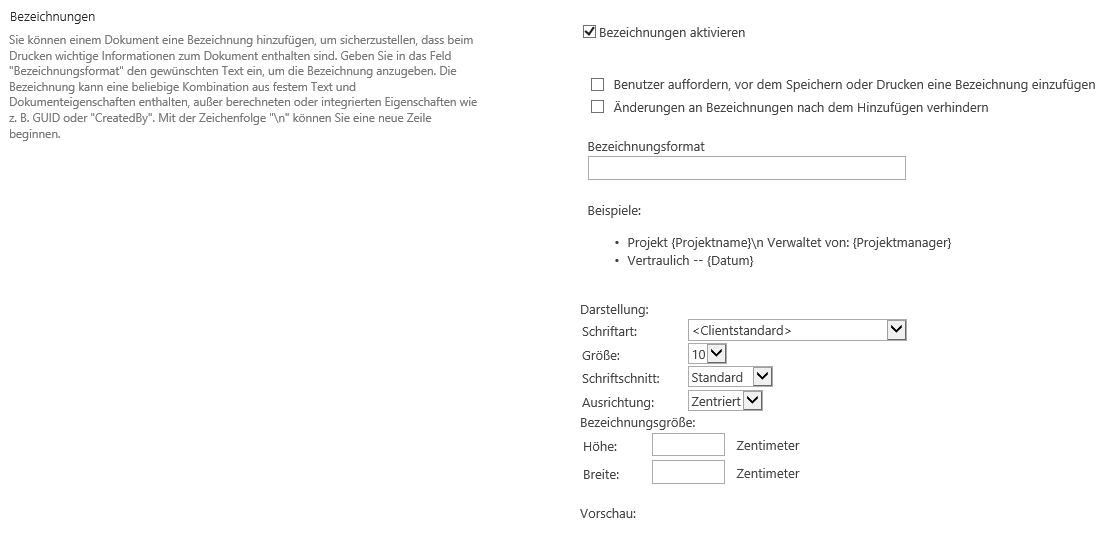 Bezeichnungen
Sie können einem Dokument eine Bezeichnung hinzufügen, um sicherzustellen, dass beim
Drucken wichtige Informationen zum Dokument enthalten sind. Geben Sie in das Feld
"Bezeichnungsformat" den gewünschten Text ein, um die Bezeichnung anzugeben. Die
Bezeichnung kann eine beliebige Kombination aus festem Text und
Dokumenteigenschaften enthalten, außer berechneten oder integrierten Eigenschaften wie
z. B. GUID oder "CreatedBy". Mit der Zeichenfolge "\n" können Sie eine neue Zeile
beginnen.
Bezeichnungen aktivieren
Benutzer auffordern, vor dem Speichern oder Drucken eine Bezeichnung einzufügen
Änderungen an Bezeichnungen nach dem Hinzufügen verhindern
Bezeichnungsformat
Beispiele:
• Projekt {Projektname}\n Verwaltet von: {Projektmanager}
• Vertraulich -- {Datum}
Darstellung:
Schriftart: <Clientstandard>
Größe: 10
Schriftschnitt: Standard
Ausrichtung: Zentriert
Bezeichnungsgröße:
Höhe: Zentimeter
Breite: Zentimeter
Vorschau: